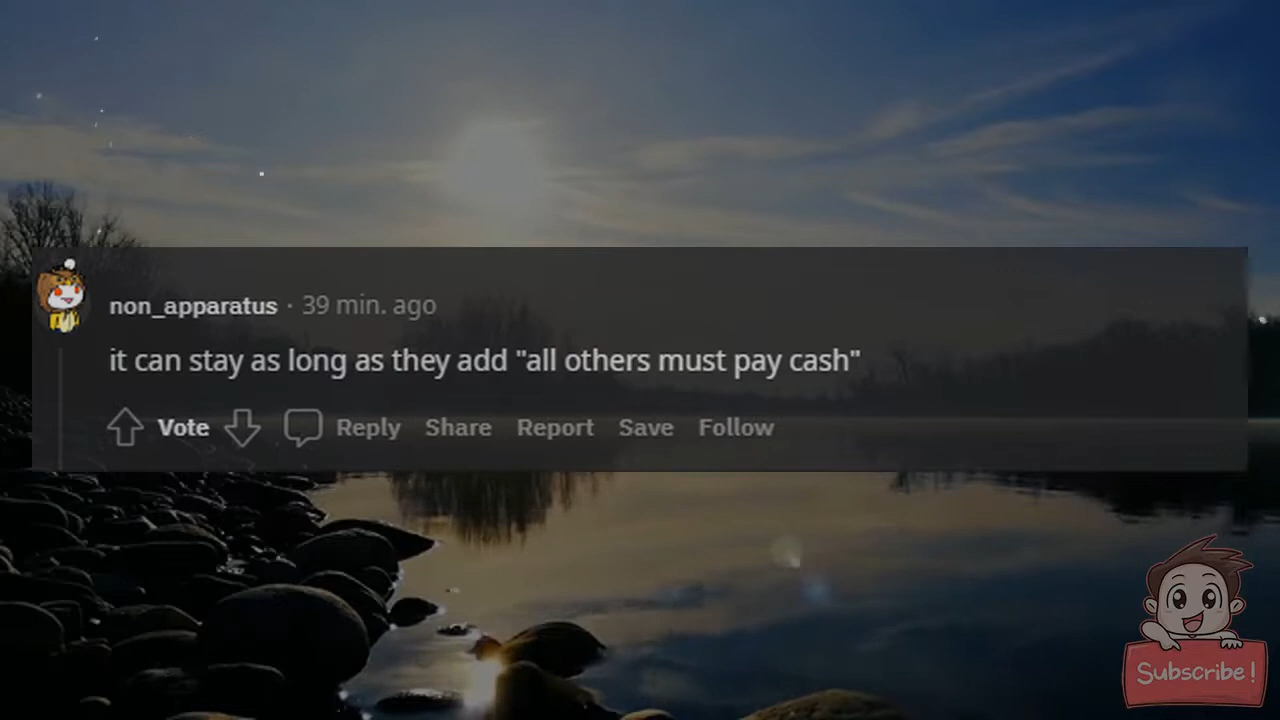 non_apparatus · 39 min. ago
it can stay as long as they add "all others must pay cash"
Vote Reply Share Report Save Follow
Subscribe!